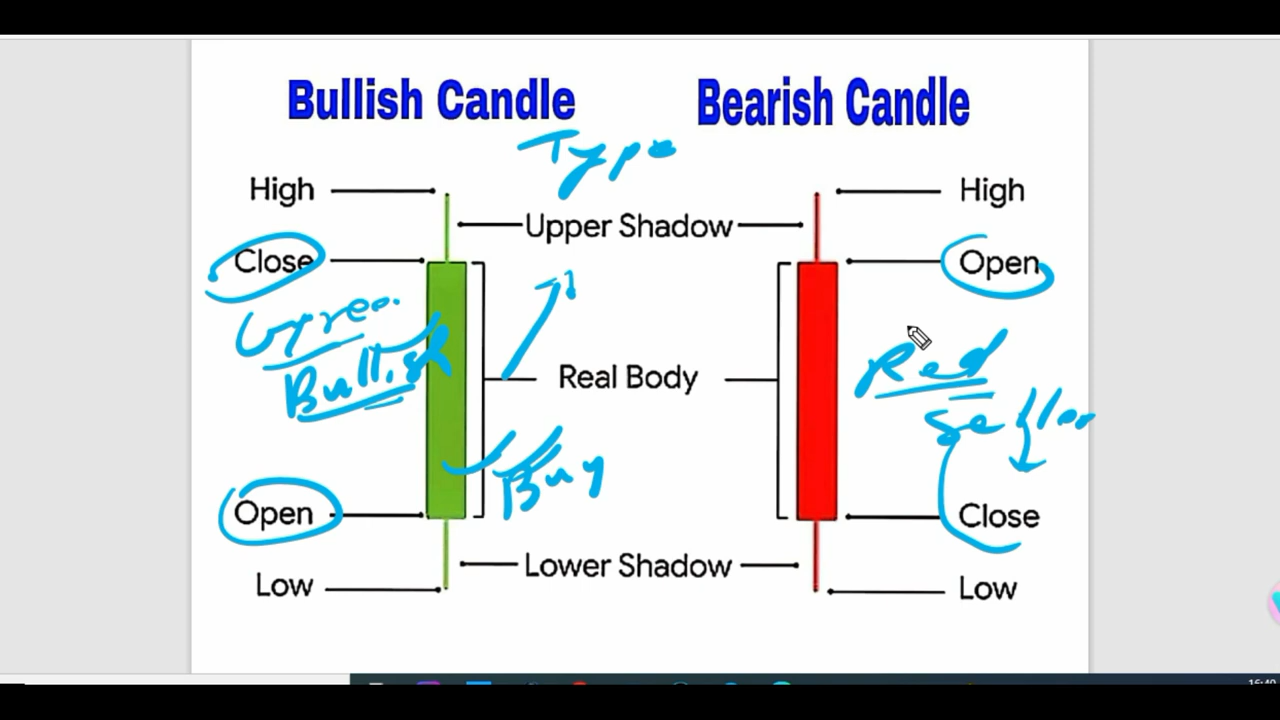 Bullish Candle Bearish Candle
Type
High High
Upper Shadow
Close Open
Gree
Bullish
Real Body
Red
Seller
Buy
Open Close
Lower Shadow
Low Low